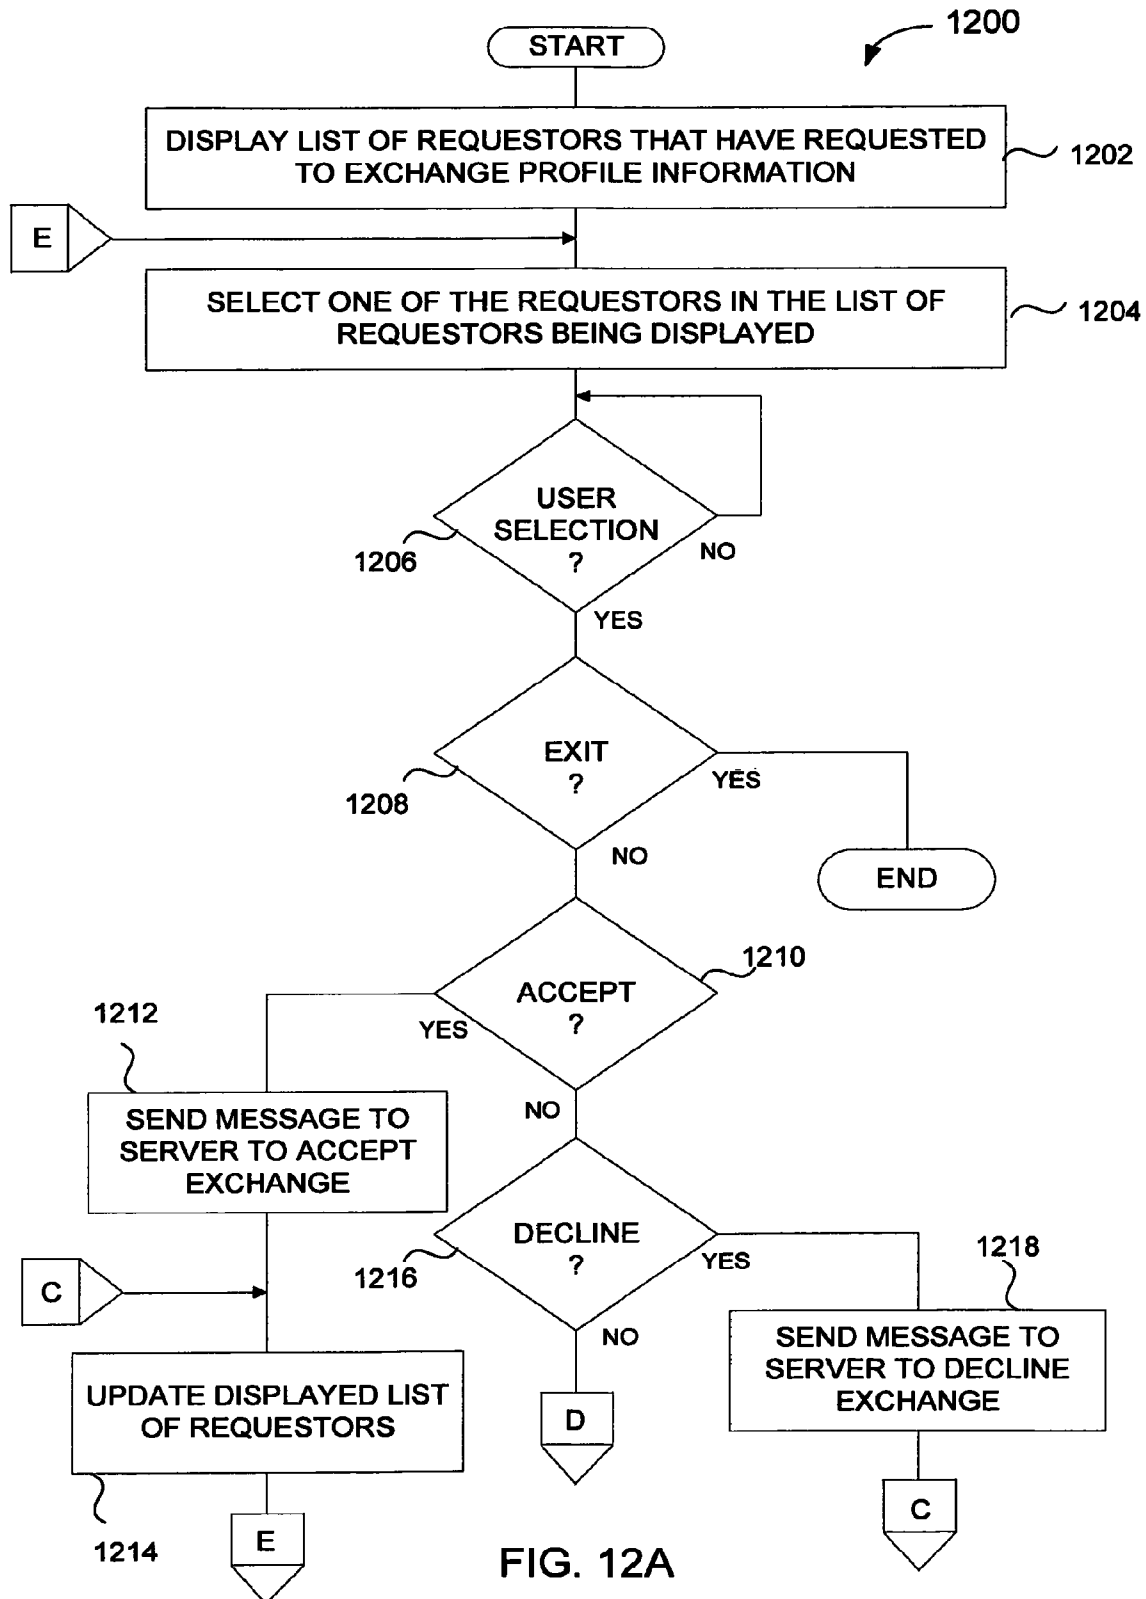 1200
START
DISPLAY LIST OF REQUESTORS THAT HAVE REQUESTED
TO EXCHANGE PROFILE INFORMATION
1202
E
SELECT ONE OF THE REQUESTORS IN THE LIST OF
REQUESTORS BEING DISPLAYED
1204
USER
SELECTION
?
1206
NO
YES
EXIT
?
1208
YES
NO
END
ACCEPT
?
1210
YES
NO
1212
SEND MESSAGE TO
SERVER TO ACCEPT
EXCHANGE
DECLINE
?
1216
YES
NO
1218
SEND MESSAGE TO
SERVER TO DECLINE
EXCHANGE
C
UPDATE DISPLAYED LIST
OF REQUESTORS
1214
D
C
E
FIG. 12A